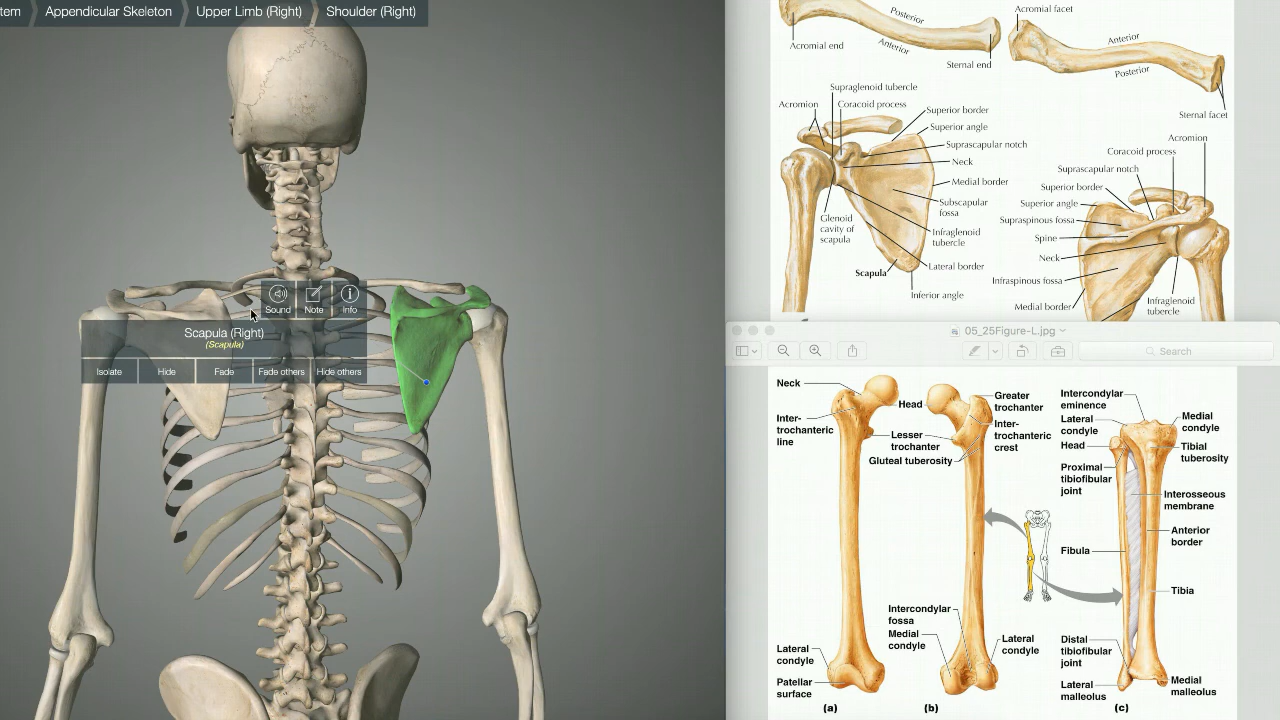 tem
Appendicular Skeleton
Upper Limb (Right)
Shoulder (Right)
Sound
Note
Info
Scapula (Right)
(Scapula)
Isolate
Hide
Fade
Fade others
Hide others
Posterior
Anterior
Acromial end
Sternal end
Acromial facet
Anterior
Posterior
Sternal facet
Supraglenoid tubercle
Acromion
Coracoid process
Superior border
Superior angle
Suprascapular notch
Neck
Medial border
Subscapular
fossa
Glenoid
cavity of
scapula
Infraglenoid
tubercle
Scapula
Lateral border
Inferior angle
Acromion
Coracoid process
Suprascapular notch
Superior border
Superior angle
Supraspinous fossa
Spine
Neck
Infraspinous fossa
Medial border
Infraglenoid
tubercle
05_25Figure-L.jpg
Search
Neck
Inter-
trochanteric
line
Head
Lesser
trochanter
Gluteal tuberosity
Greater
trochanter
Inter-
trochanteric
crest
Intercondylar
fossa
Medial
condyle
Lateral
condyle
Lateral
condyle
Patellar
surface
(a)
(b)
Intercondylar
eminence
Lateral
condyle
Head
Proximal
tibiofibular
joint
Medial
condyle
Tibial
tuberosity
Interosseous
membrane
Anterior
border
Fibula
Tibia
Distal
tibiofibular
joint
Lateral
malleolus
Medial
malleolus
(c)